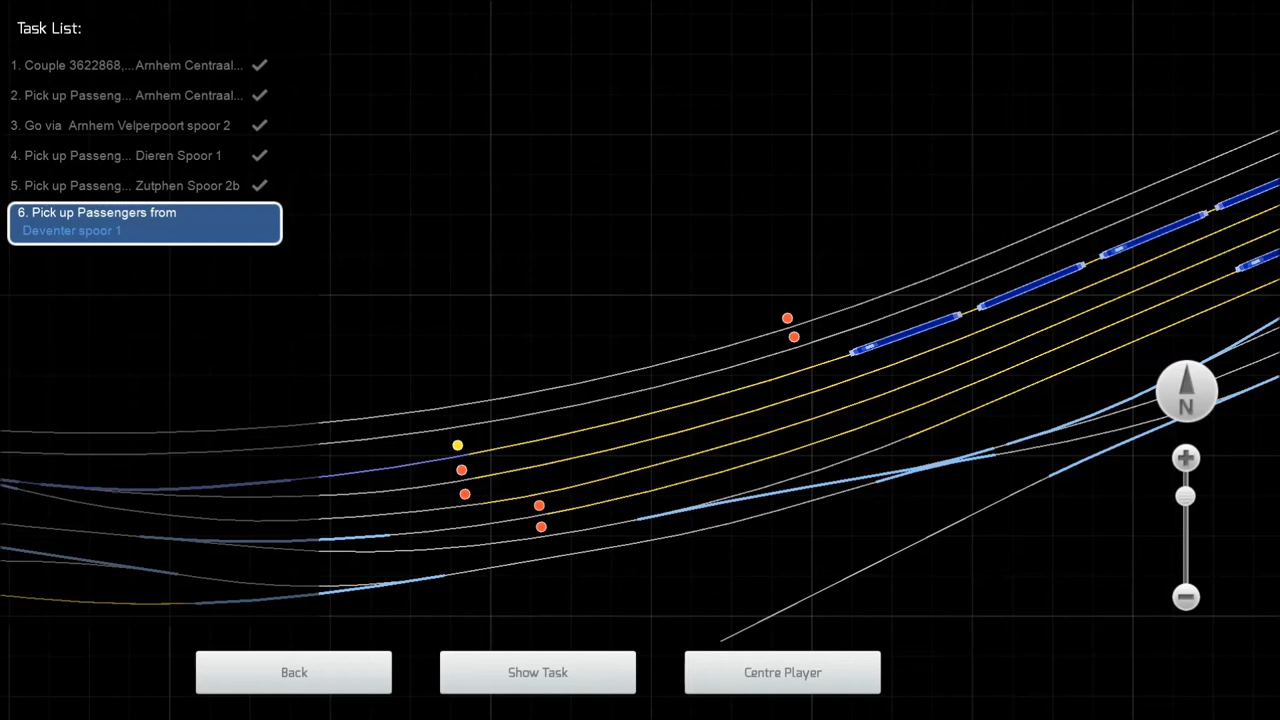 Task List:
1. Couple 3622868,...Arnhem Centraal...
2. Pick up Passeng... Arnhem Centraal...
3. Go via  Arnhem Velperpoort spoor 2
4. Pick up Passeng... Dieren Spoor 1
5. Pick up Passeng... Zutphen Spoor 2b
6. Pick up Passengers from
Deventer spoor 1
N
Back
Show Task
Centre Player